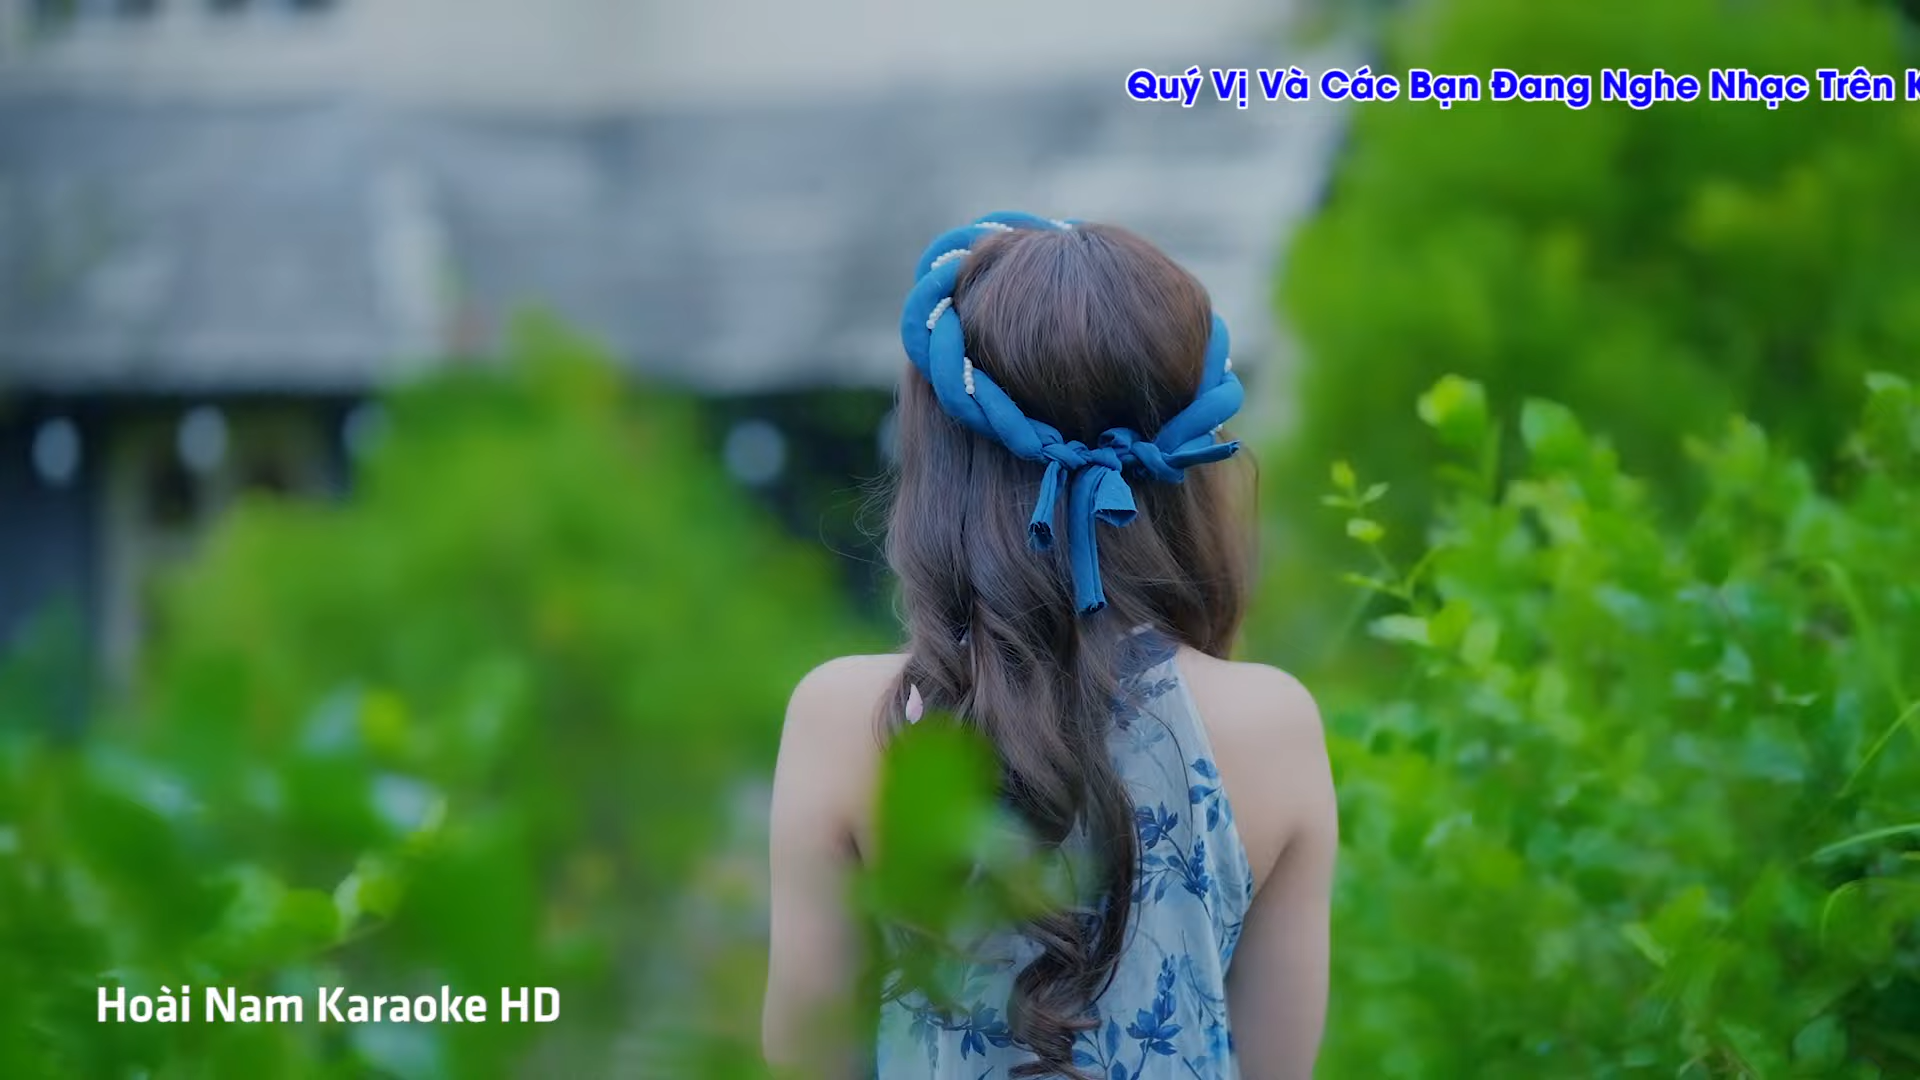 Quý Vị Và Các Bạn Đang Nghe Nhạc Trên K
Hoài Nam Karaoke HD